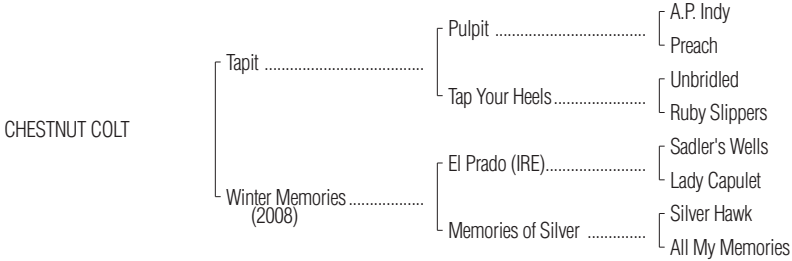 A.P. Indy
Pulpit
Preach
Tapit
Unbridled
Tap Your Heels
Ruby Slippers
CHESTNUT COLT
Sadler's Wells
El Prado (IRE)
Lady Capulet
Winter Memories
(2008)
Silver Hawk
Memories of Silver
All My Memories